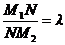 M₁N / NM₂ = λ